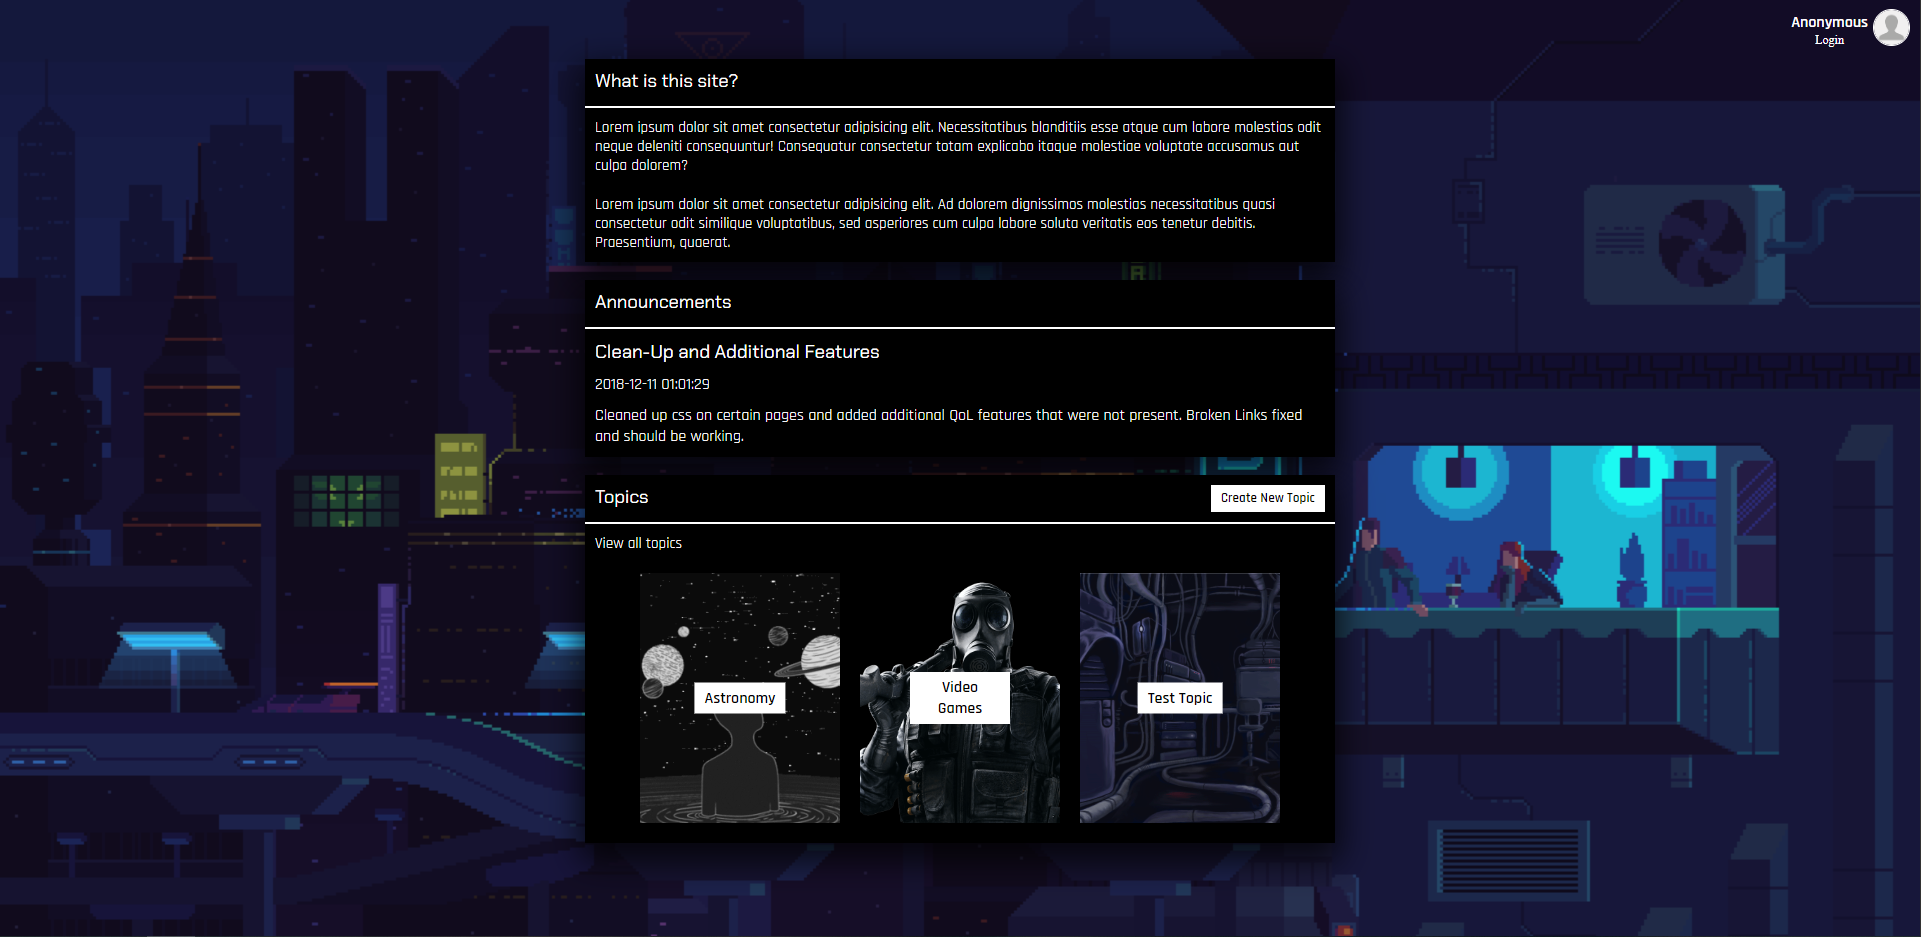 Anonymous
Login
What is this site?
Lorem ipsum dolor sit amet consectetur adipisicing elit. Necessitatibus blanditiis esse atque cum labore molestias odit
neque deleniti consequuntur! Consequatur consectetur totam explicabo itaque molestiae voluptate accusamus aut
culpa dolorem?
Lorem ipsum dolor sit amet consectetur adipisicing elit. Ad dolorem dignissimos molestias necessitatibus quasi
consectetur odit similique voluptatibus, sed asperiores cum culpa labore soluta veritatis eos tenetur debitis.
Praesentium, quaerat.
Announcements
Clean-Up and Additional Features
2018-12-11 01:01:29
Cleaned up css on certain pages and added additional QoL features that were not present. Broken Links fixed
and should be working.
Topics
Create New Topic
View all topics
Astronomy
Video
Games
Test Topic